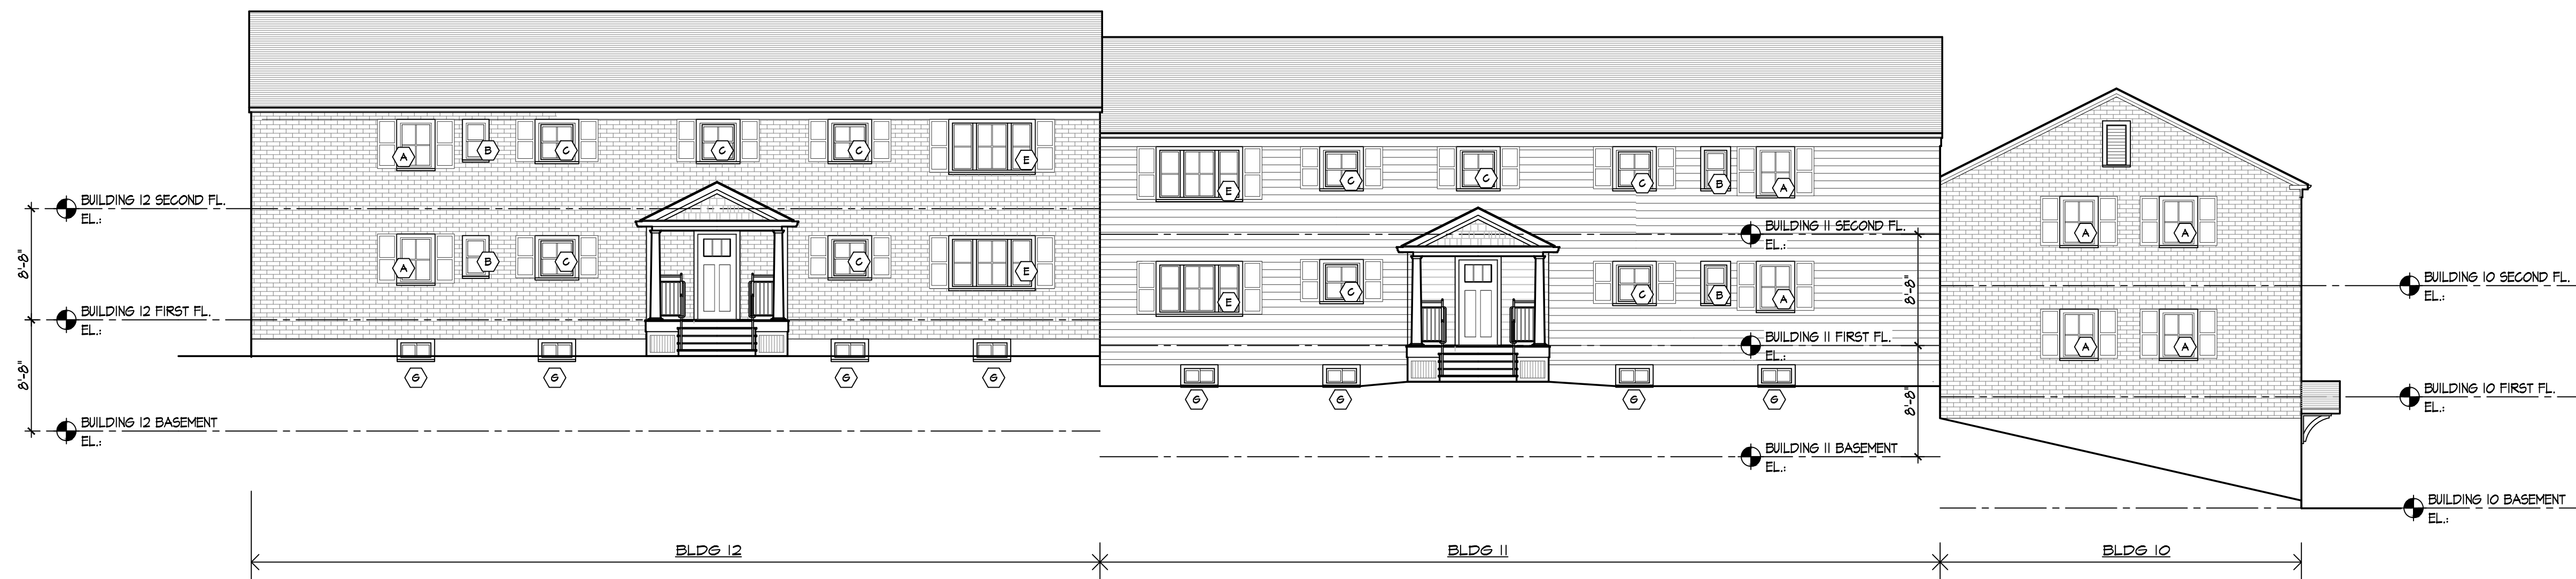 A
B
C
C
C
E
E
C
C
C
B
A
BUILDING 12 SECOND FL.
EL.:
BUILDING 11 SECOND FL.
EL.:
A
A
8'-8"
A
B
C
C
E
E
C
C
B
A
8'-8"
BUILDING 10 SECOND FL.
EL.:
BUILDING 12 FIRST FL.
EL.:
BUILDING 11 FIRST FL.
EL.:
A
A
8'-8"
G
G
G
G
G
G
G
G
8'-8"
BUILDING 10 FIRST FL.
EL.:
BUILDING 12 BASEMENT
EL.:
BUILDING 11 BASEMENT
EL.:
BUILDING 10 BASEMENT
EL.:
BLDG 12
BLDG 11
BLDG 10